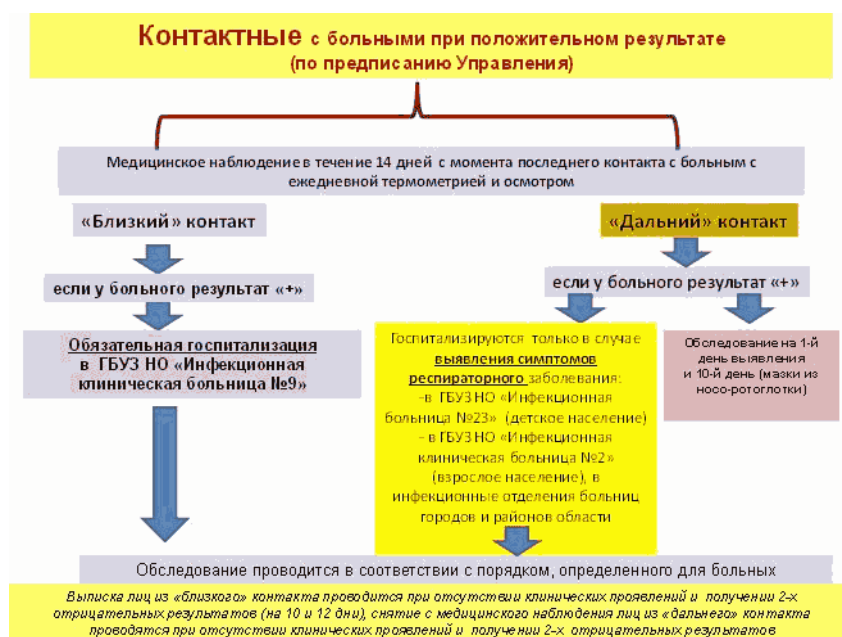 Контактные с больными при положительном результате
(по предписанию Управления)
Медицинское наблюдение в течение 14 дней с момента последнего контакта с больным с
ежедневной термометрией и осмотром
«Близкий» контакт
если у больного результат «+»
Обязательная госпитализация
в ГБУЗ НО «Инфекционная
клиническая больница №9»
«Дальний» контакт
если у больного результат «+»
Госпитализируются только в случае
выявления симптомов
респираторного заболевания:
-в ГБУЗ НО «Инфекционная
больница №23» (детское население)
- в ГБУЗ НО «Инфекционная
клиническая больница №2»
(взрослое население), в
инфекционные отделения больниц
городов и районов области
Обследование на 1-й
день выявления
и 10-й день (мазки из
носо-ротоглотки)
Обследование проводится в соответствии с порядком, определенного для больных
Выписка лиц из «близкого» контакта проводится при отсутствии клинических проявлений и получении 2-х
отрицательных результатов (на 10 и 12 дни), снятие с медицинского наблюдения лиц из «дальнего» контакта
проводятся при отсутствии клинических проявлений и получении 2-х отрицательных результатов